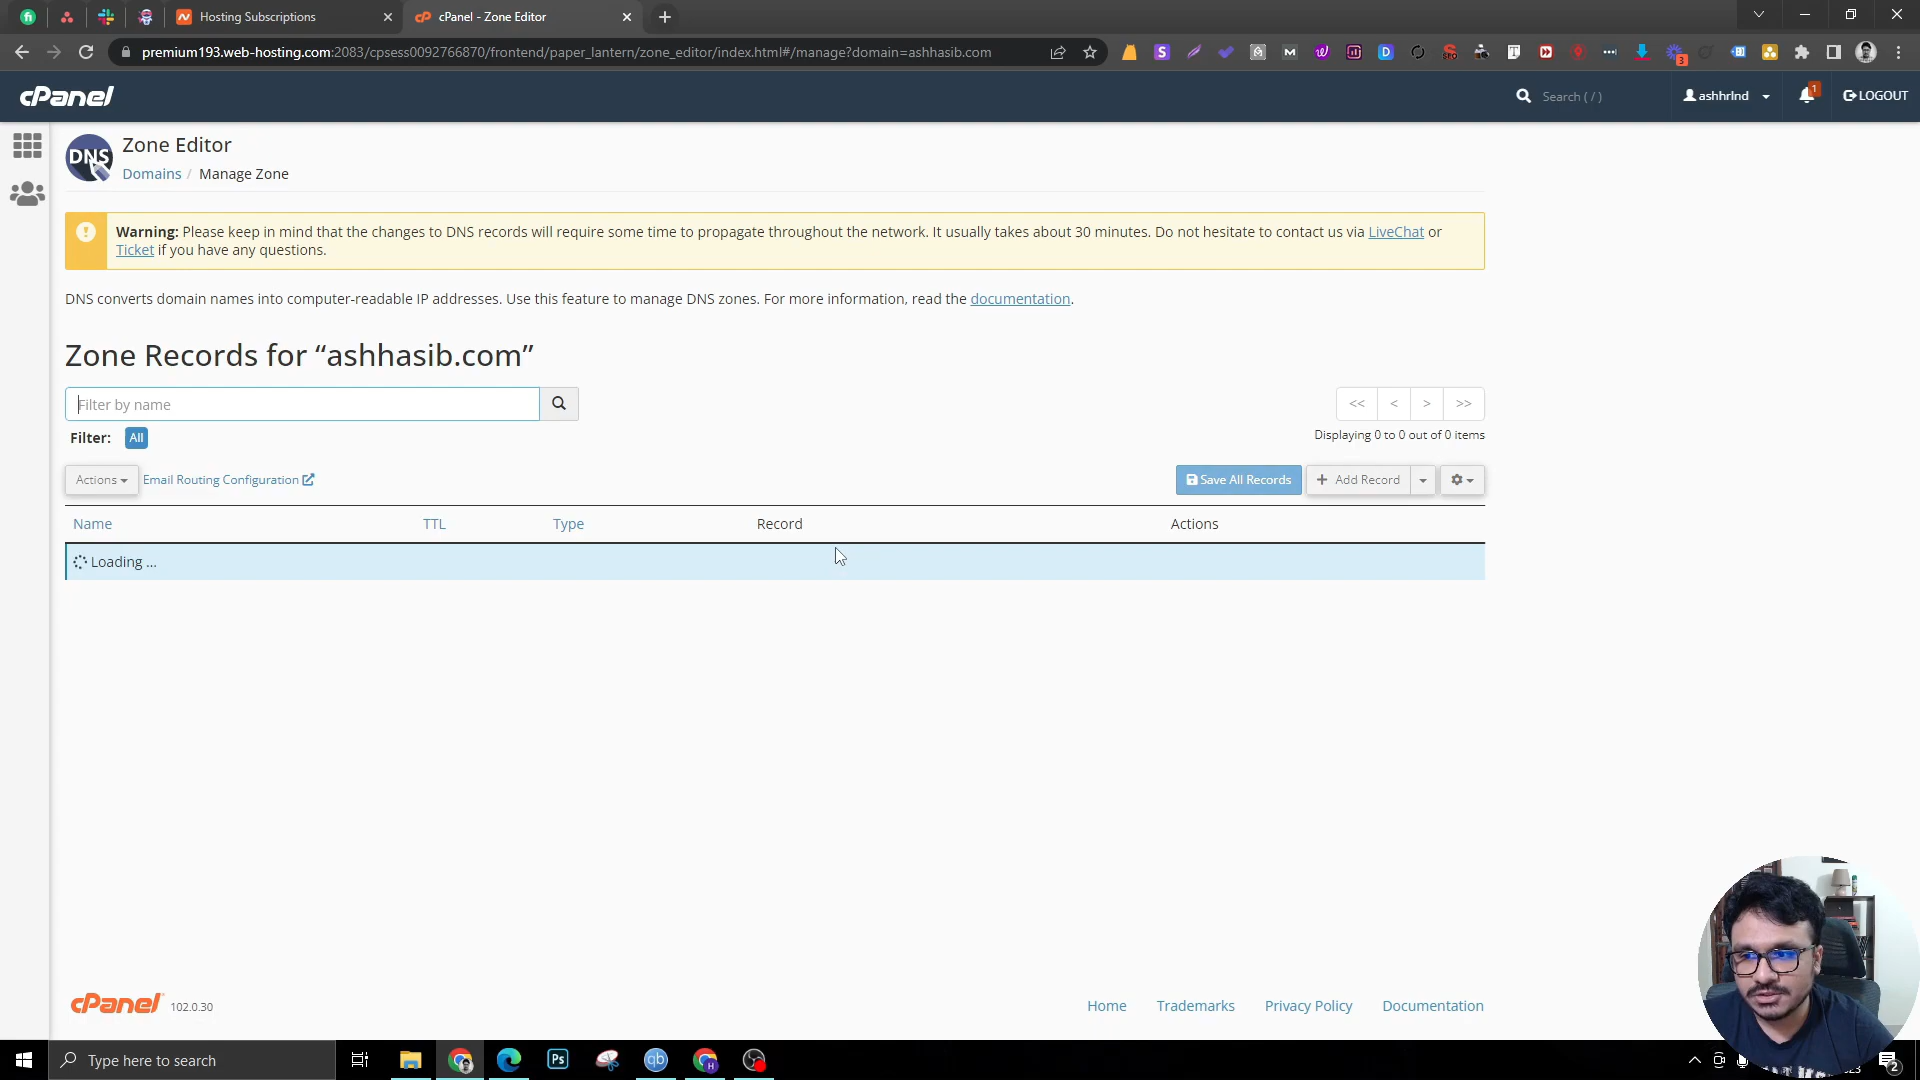 Hosting Subscriptions
cPanel - Zone Editor
premium193.web-hosting.com:2083/cpsess0092766870/frontend/paper_lantern/zone_editor/index.html#/manage?domain=ashhasib.com
cPanel
Search ( / )
ashhrlnd
1
LOGOUT
DNS
Zone Editor
Domains / Manage Zone
Warning: Please keep in mind that the changes to DNS records will require some time to propagate throughout the network. It usually takes about 30 minutes. Do not hesitate to contact us via LiveChat or
Ticket if you have any questions.
DNS converts domain names into computer-readable IP addresses. Use this feature to manage DNS zones. For more information, read the documentation.
Zone Records for “ashhasib.com”
Filter by name
<< < > >>
Filter: All
Displaying 0 to 0 out of 0 items
Actions
Email Routing Configuration
Save All Records
+ Add Record
Name TTL Type Record Actions
Loading ...
cPanel 102.0.30
Home Trademarks Privacy Policy Documentation
Type here to search
Ps
qb
2